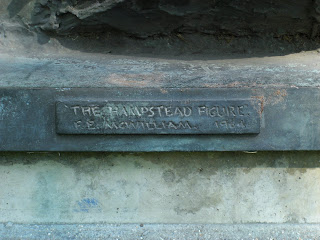 THE HAMPSTEAD FIGURE
F.E. McWILLIAM 1964